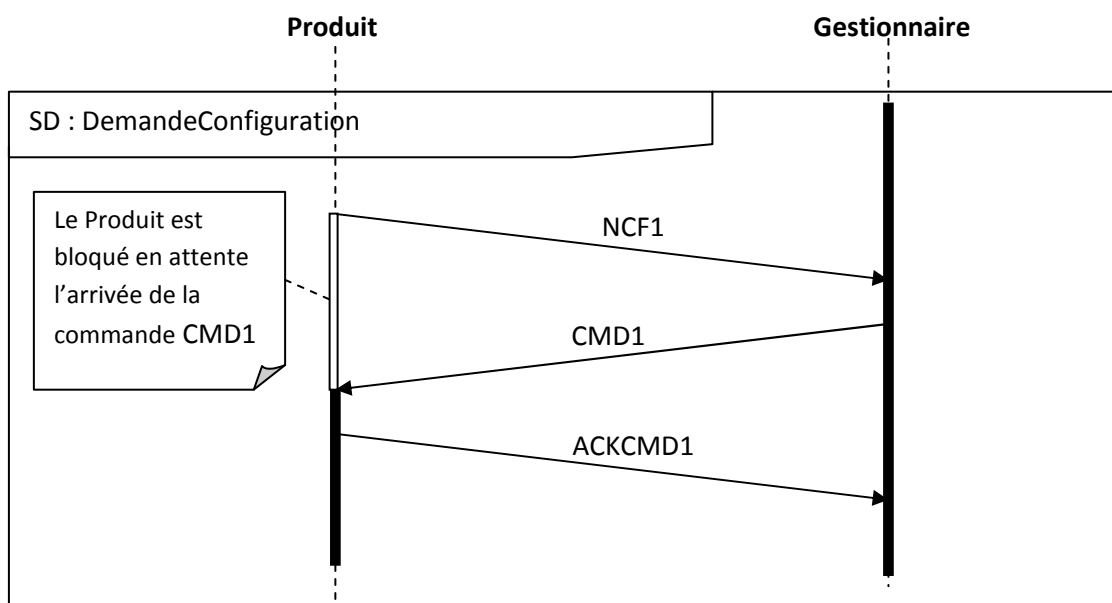 Produit
Gestionnaire
SD : DemandeConfiguration
Le Produit est
bloqué en attente
l’arrivée de la
commande CMD1
NCF1
CMD1
ACKCMD1